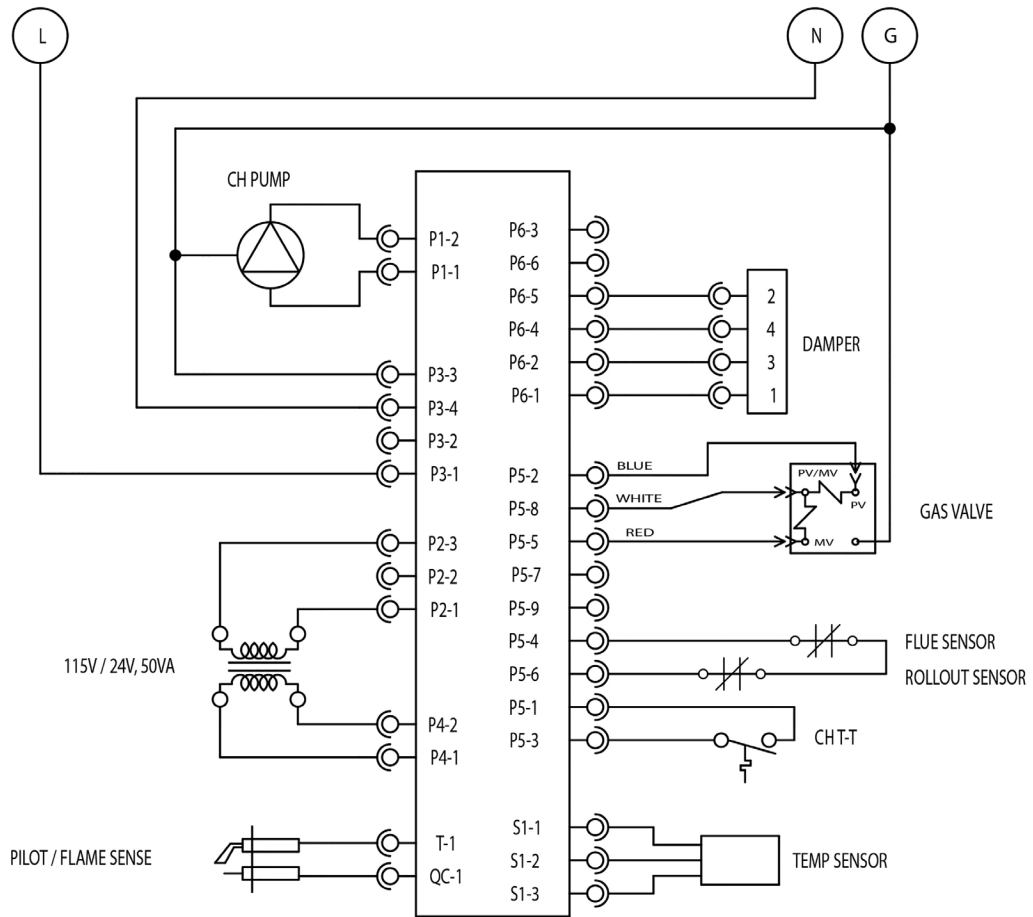 L
N
G
CH PUMP
P1-2
P1-1
P3-3
P3-4
P3-2
P3-1
P2-3
P2-2
P2-1
115V / 24V, 50VA
P4-2
P4-1
PILOT / FLAME SENSE
T-1
QC-1
P6-3
P6-6
P6-5
P6-4
P6-2
P6-1
2
4
3
1
DAMPER
P5-2
P5-8
P5-5
P5-7
P5-9
P5-4
P5-6
P5-1
P5-3
BLUE
WHITE
RED
PV/MV
PV
MV
GAS VALVE
FLUE SENSOR
ROLLOUT SENSOR
CH T-T
S1-1
S1-2
S1-3
TEMP SENSOR